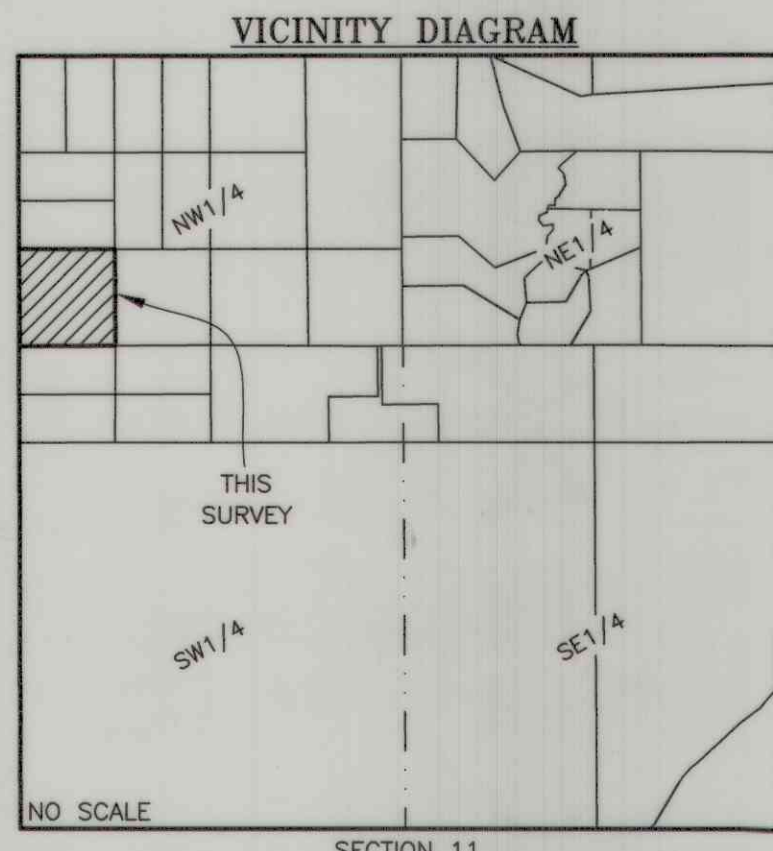 VICINITY DIAGRAM
NW1/4
NE1/4
THIS
SURVEY
SW1/4
SE1/4
NO SCALE
SECTION 11